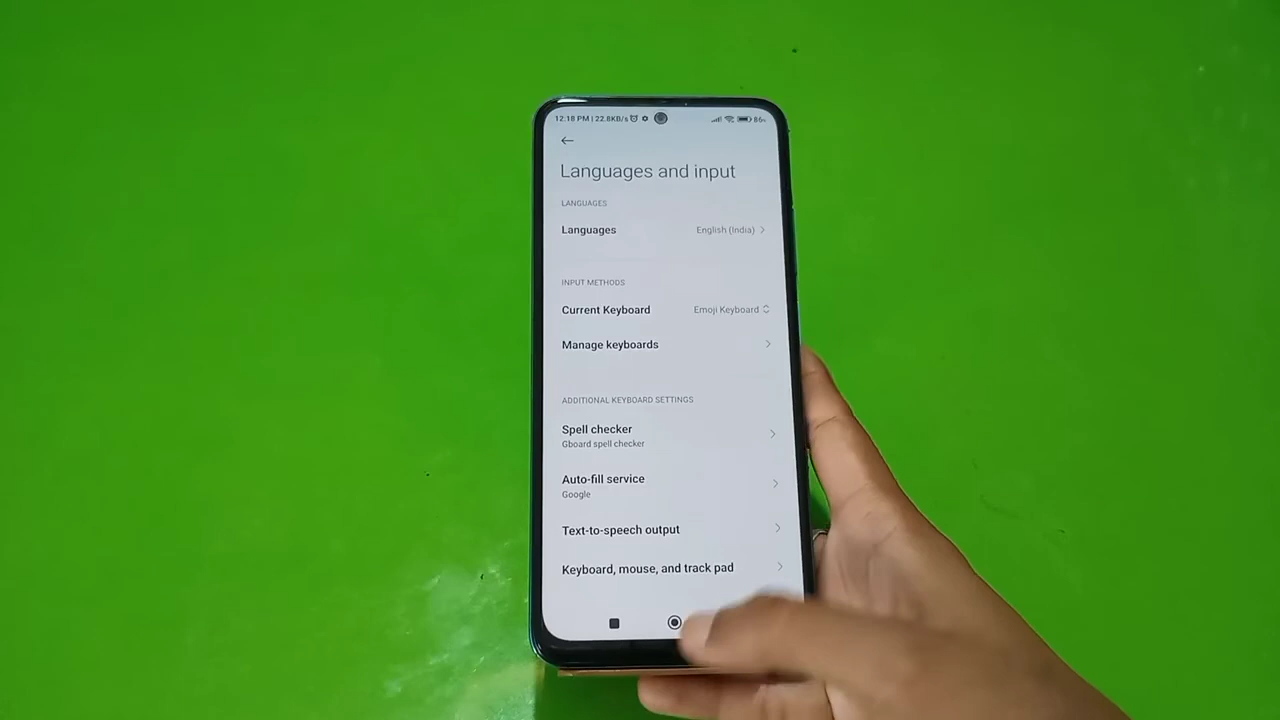 12:18 PM | 22.8KB/s
86
Languages and input
LANGUAGES
Languages English (India)
INPUT METHODS
Current Keyboard Emoji Keyboard
Manage keyboards
ADDITIONAL KEYBOARD SETTINGS
Spell checker
Gboard spell checker
Auto-fill service
Google
Text-to-speech output
Keyboard, mouse, and track pad